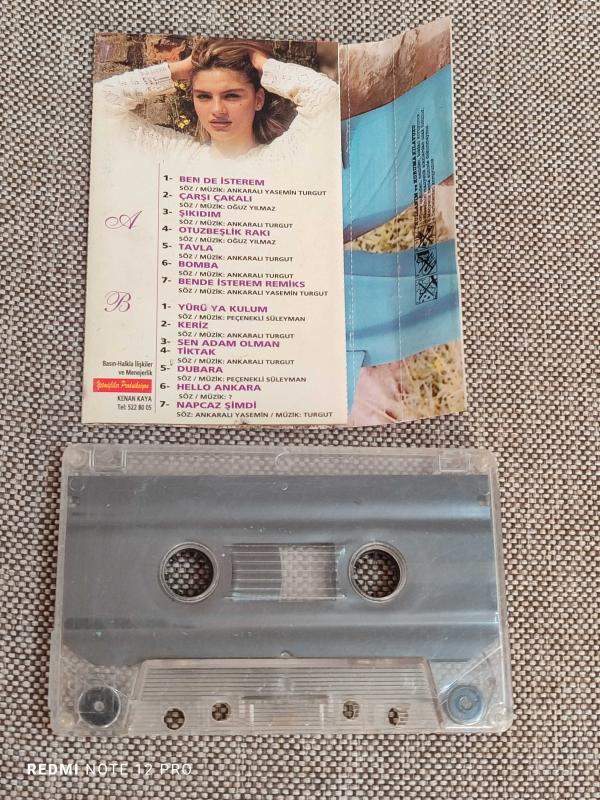 1- BEN DE İSTEREM
SÖZ / MÜZİK: ANKARALI YASEMİN TURGUT
2- ÇARŞI ÇAKALI
SÖZ / MÜZİK: OĞUZ YILMAZ
3- ŞIKIDIM
SÖZ / MÜZİK: ANKARALI TURGUT
4- OTUZBEŞLİK RAKI
SÖZ / MÜZİK: OĞUZ YILMAZ
5- TAVLA
SÖZ / MÜZİK: ANKARALI TURGUT
6- BOMBA
SÖZ / MÜZİK: ANKARALI TURGUT
7- BENDE İSTEREM REMİKS
SÖZ / MÜZİK: ANKARALI YASEMİN TURGUT
A
B
1- YÜRÜ YA KULUM
SÖZ / MÜZİK: PEÇENEKLİ SÜLEYMAN
2- KERİZ
SÖZ / MÜZİK: ANKARALI TURGUT
3- SEN ADAM OLMAN
4- TİKTAK
SÖZ / MÜZİK: ANKARALI TURGUT
5- DUBARA
SÖZ / MÜZİK: PEÇENEKLİ SÜLEYMAN
6- HELLO ANKARA
SÖZ / MÜZİK: ?
7- NAPCAZ ŞİMDİ
SÖZ: ANKARALI YASEMİN / MÜZİK: TURGUT
Basın-Halkla İlişkiler
ve Menejerlik
KENAN KAYA
Tel: 522 80 05
REDMI NOTE 12 PRO